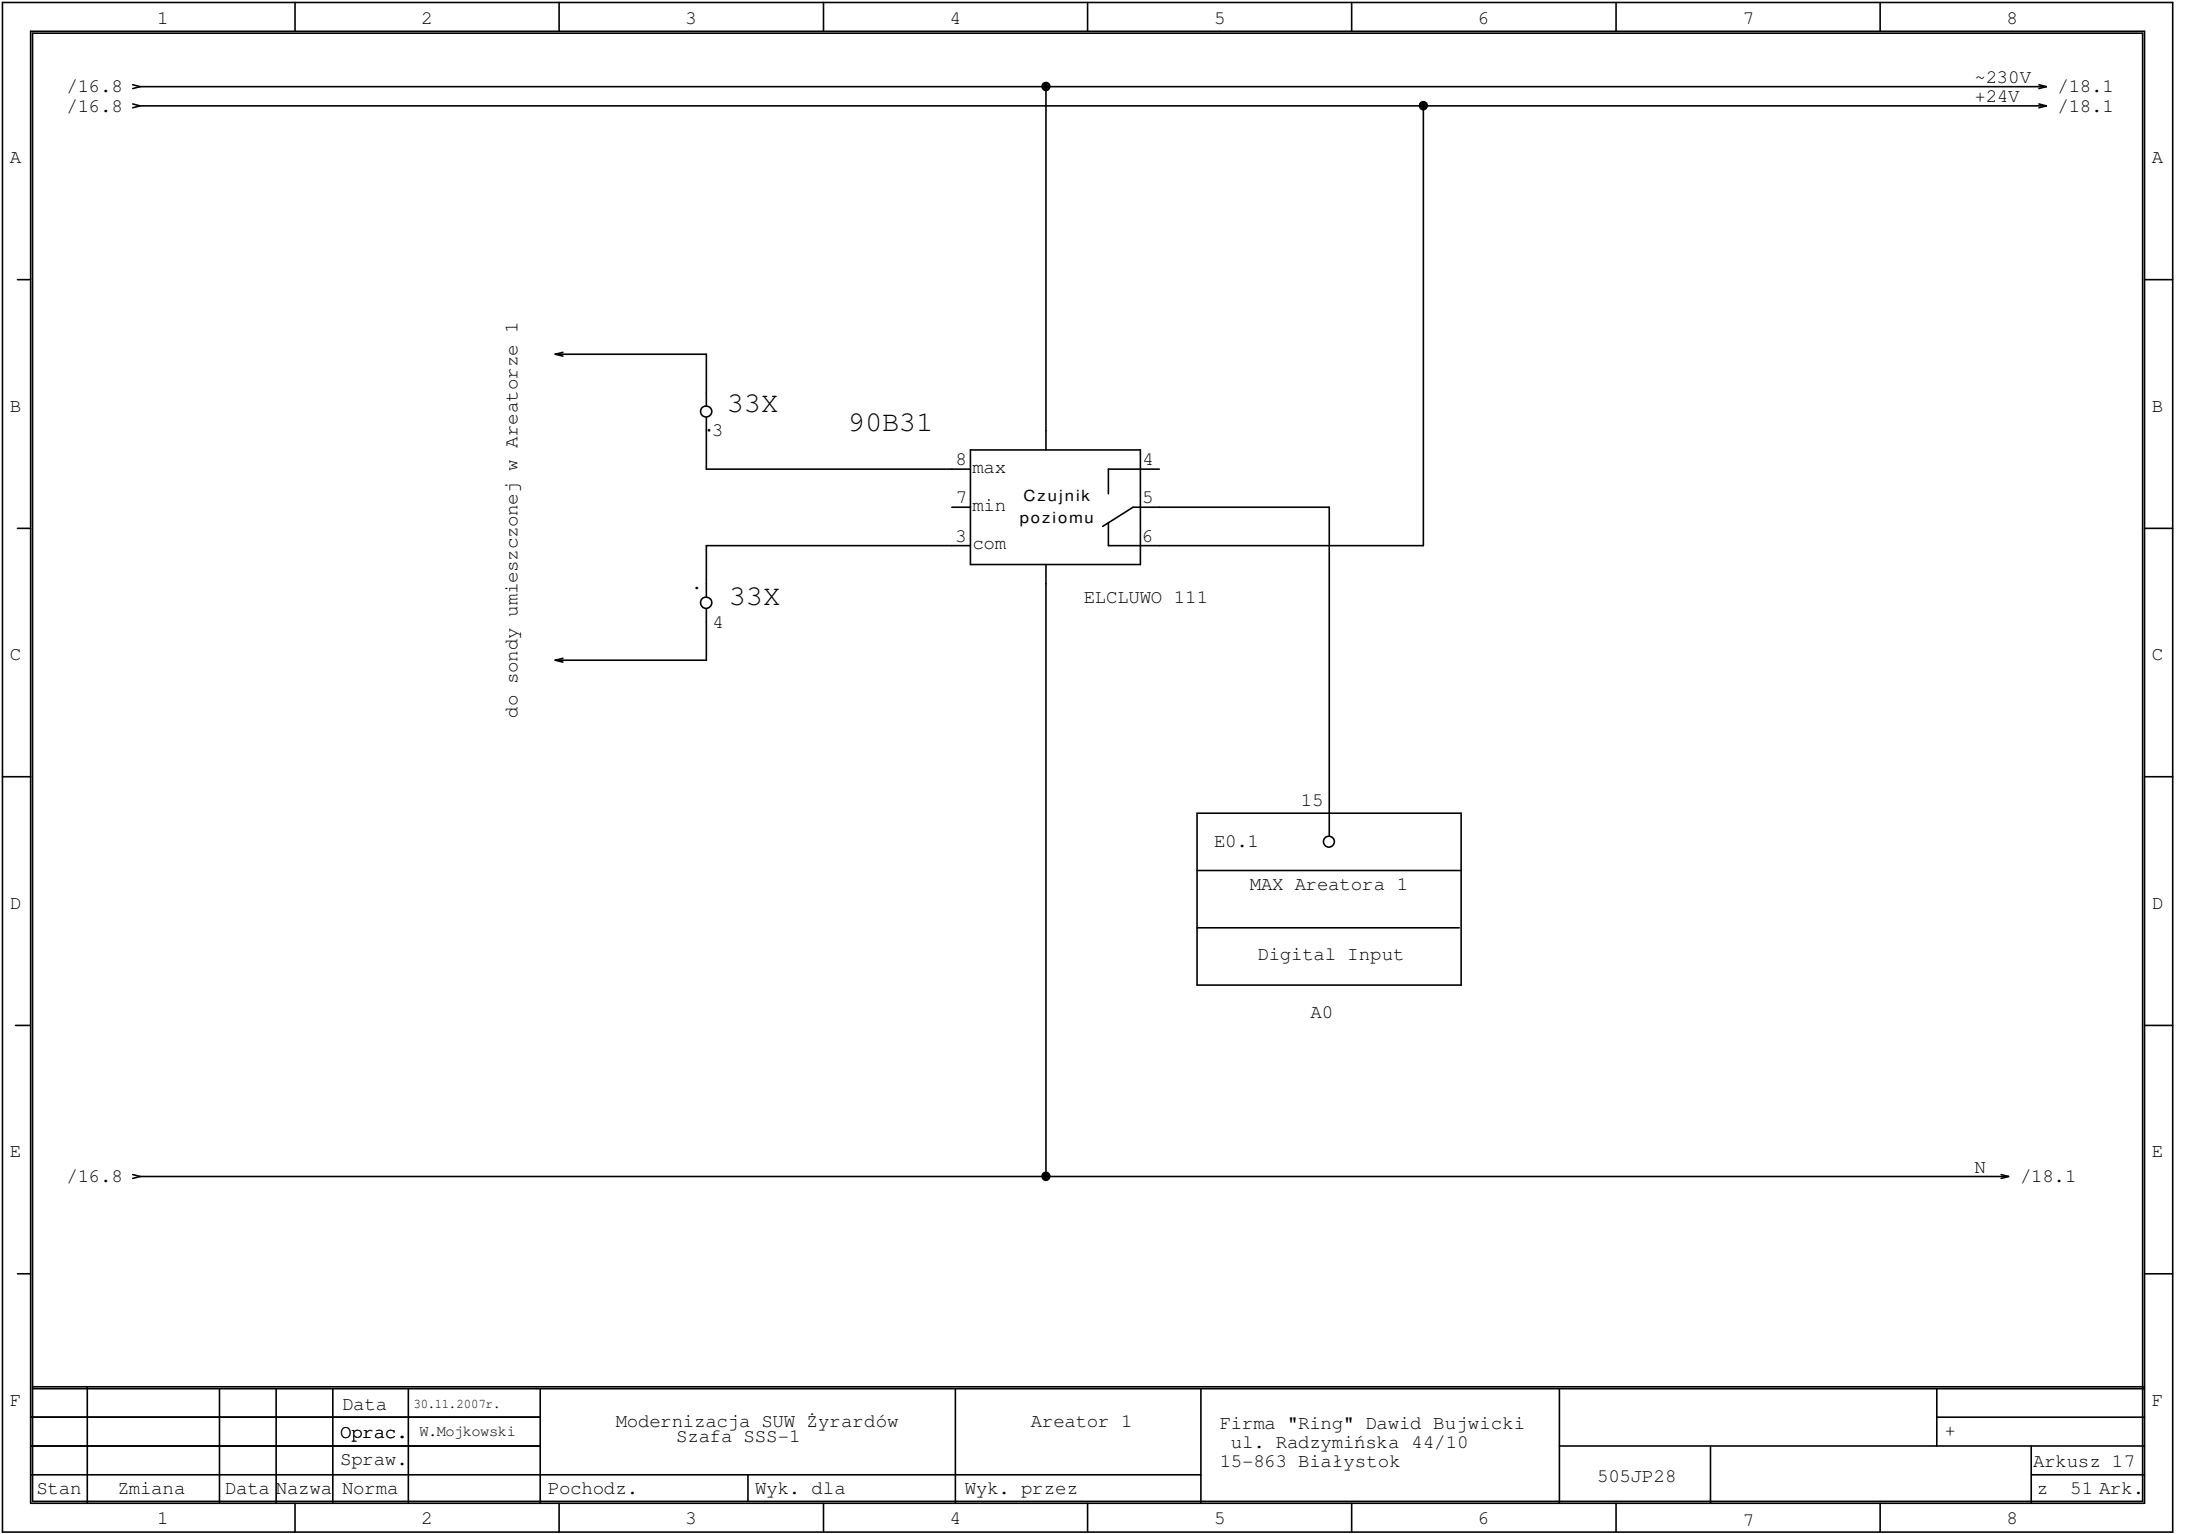 1 2 3 4 5 6 7 8
/16.8 ~230V /18.1
/16.8 +24V /18.1
A A
do sondy umieszczonej w Areatorze 1
B B
33X
.3
90B31
8 max 4
7 min 5
3 com 6
Czujnik
poziomu
ELCLUWO 111
33X
4
C C
15
E0.1
MAX Areatora 1
D D
Digital Input
A0
E E
/16.8 N /18.1
F F
Data 30.11.2007r.
Oprac. W.Mojkowski
Spraw.
Stan Zmiana Data Nazwa Norma
Modernizacja SUW Żyrardów
Szafa SSS-1
Pochodz. Wyk. dla
Areator 1
Wyk. przez
Firma "Ring" Dawid Bujwicki
ul. Radzymińska 44/10
15-863 Białystok
505JP28
+
Arkusz 17
z 51 Ark.
1 2 3 4 5 6 7 8